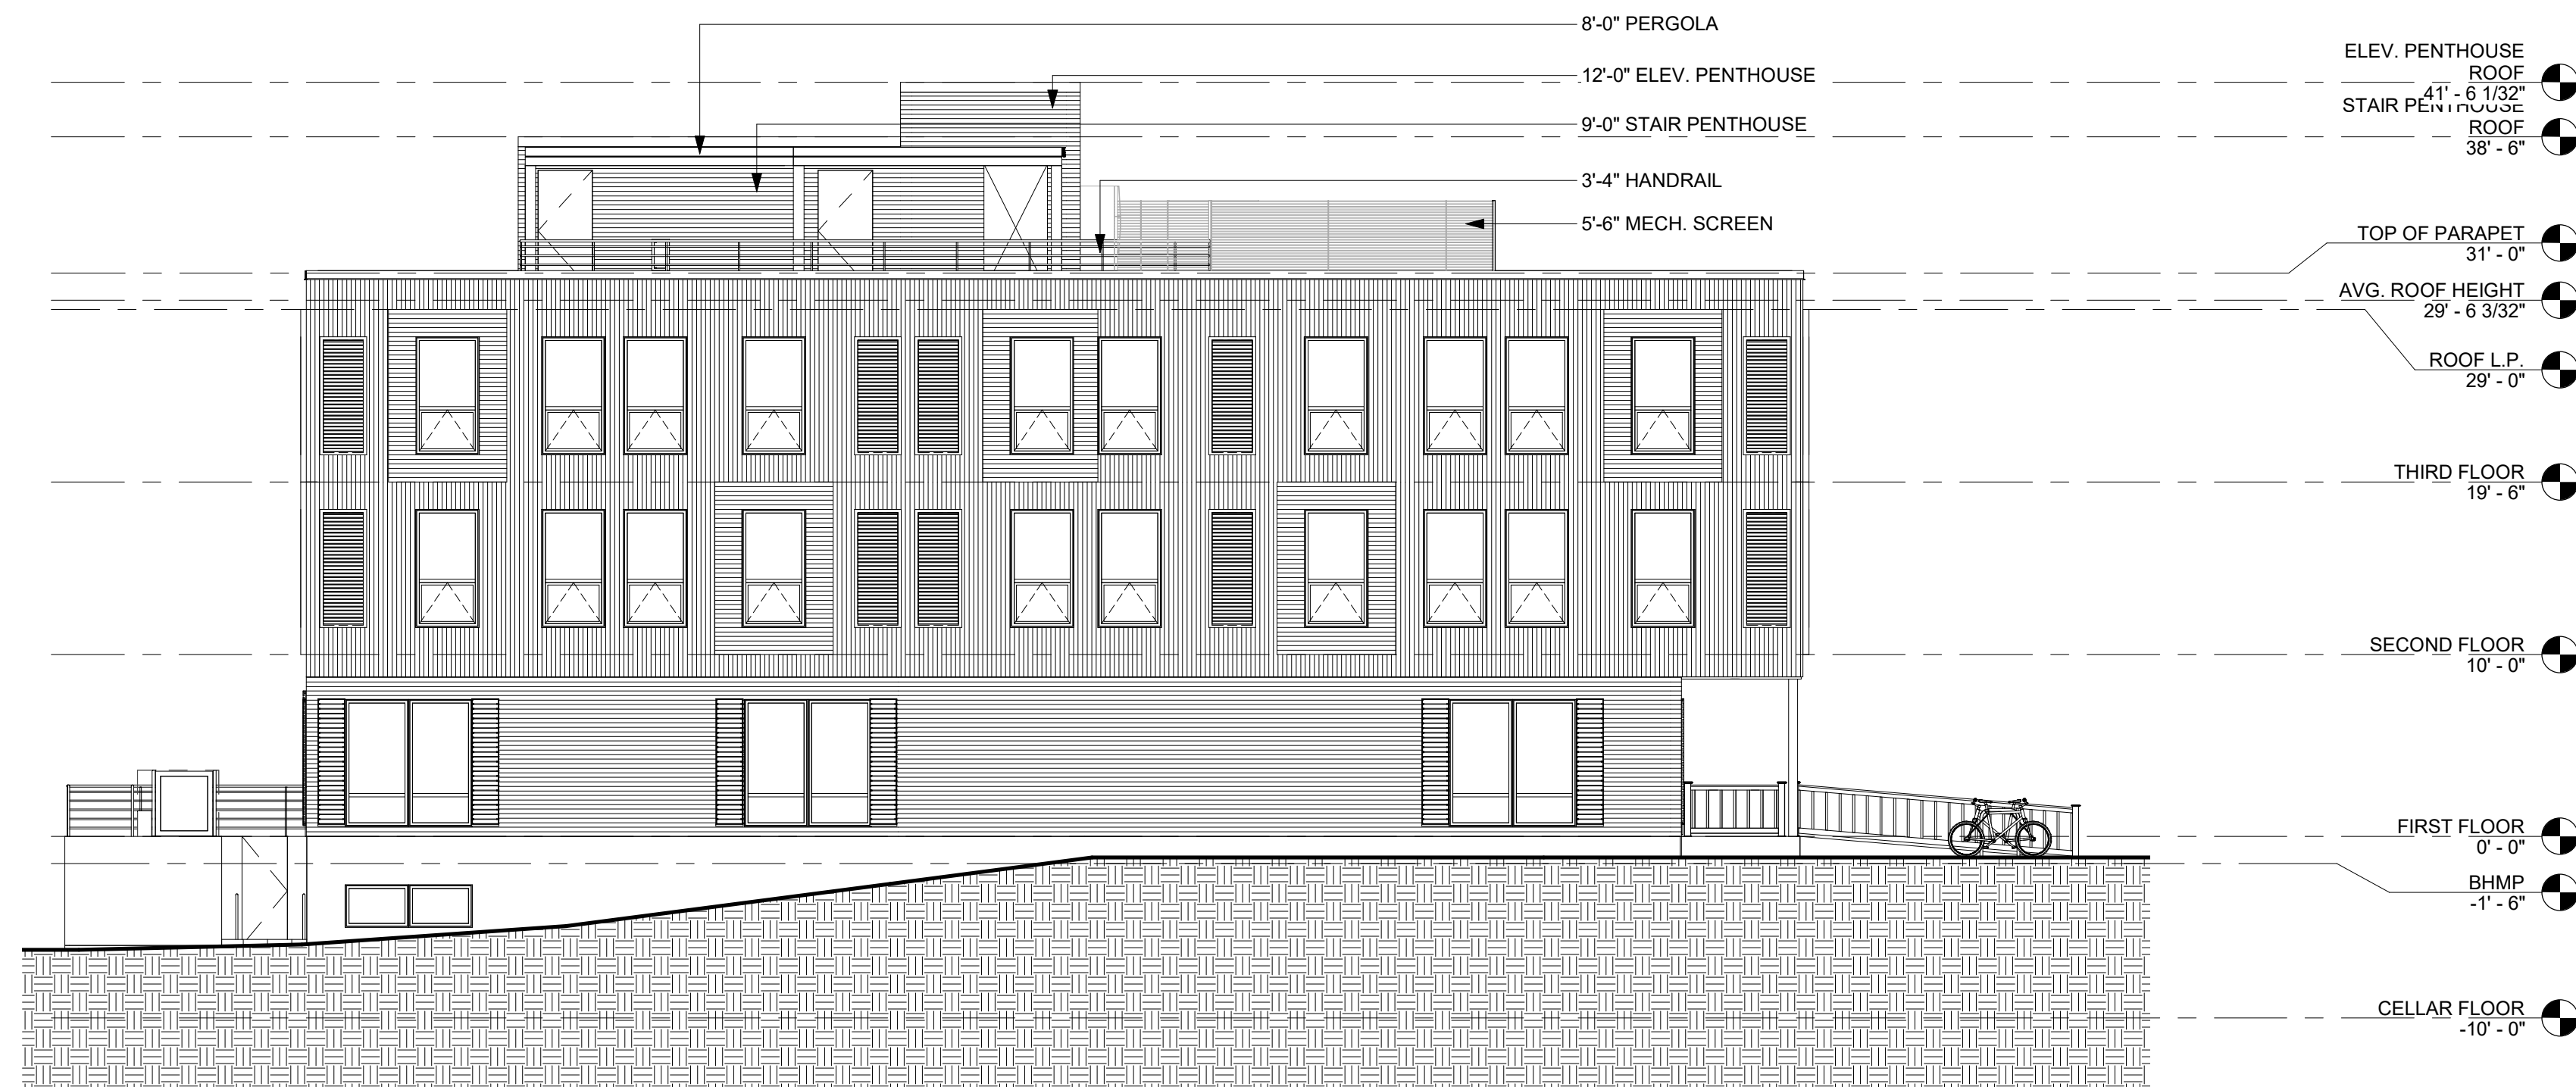 8'-0" PERGOLA
12'-0" ELEV. PENTHOUSE
9'-0" STAIR PENTHOUSE
3'-4" HANDRAIL
5'-6" MECH. SCREEN
ELEV. PENTHOUSE
ROOF
41' - 6 1/32"
STAIR PENTHOUSE
ROOF
38' - 6"
TOP OF PARAPET
31' - 0"
AVG. ROOF HEIGHT
29' - 6 3/32"
ROOF L.P.
29' - 0"
THIRD FLOOR
19' - 6"
SECOND FLOOR
10' - 0"
FIRST FLOOR
0' - 0"
BHMP
-1' - 6"
CELLAR FLOOR
-10' - 0"